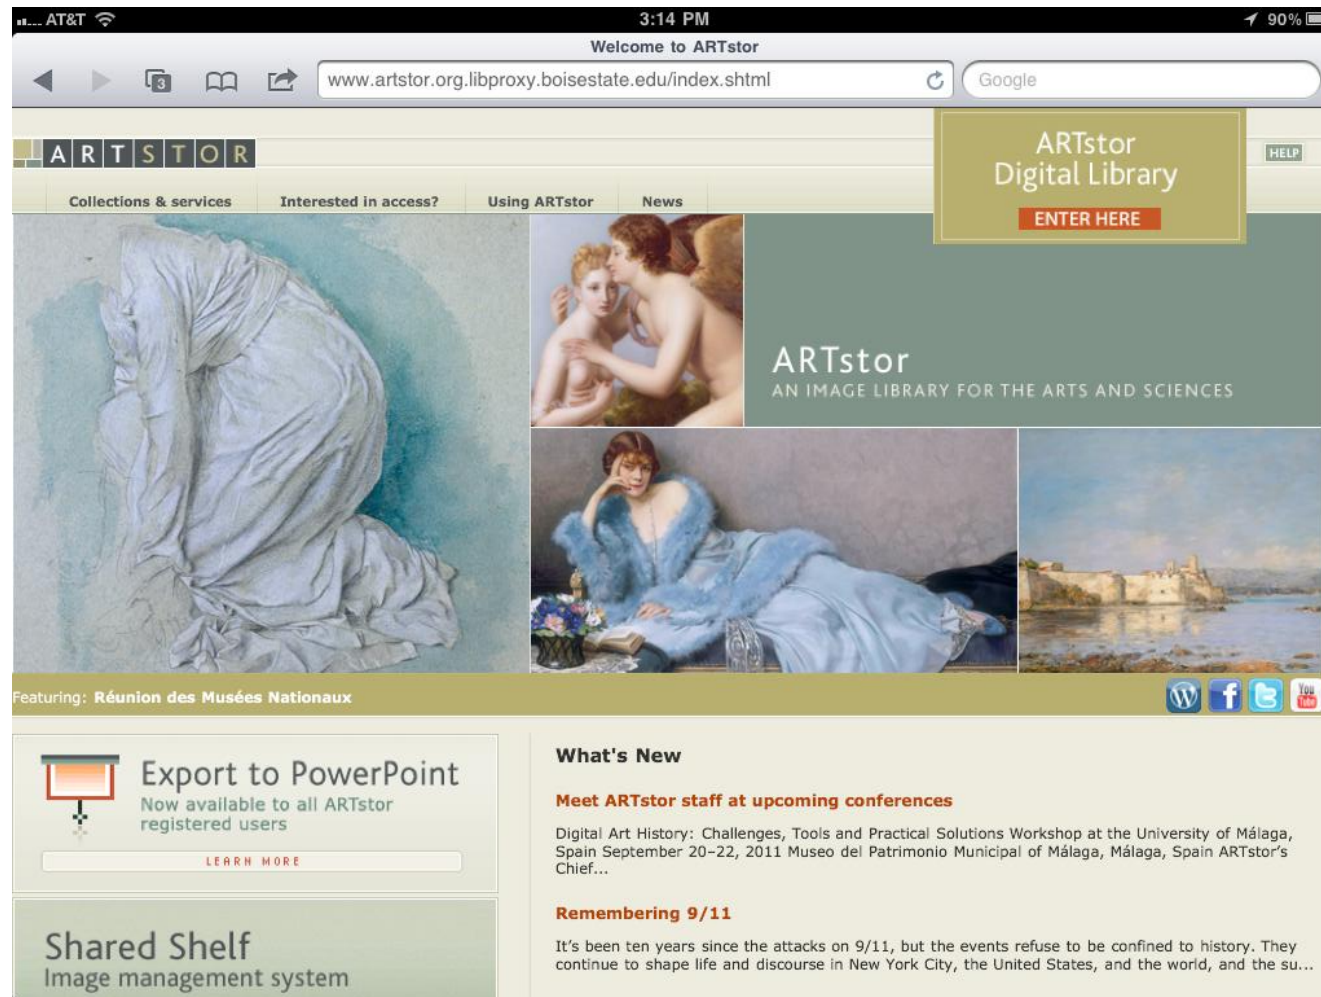 AT&T 3:14 PM 90%
Welcome to ARTstor
3 www.artstor.org.libproxy.boisestate.edu/index.shtml Google
ARTSTOR
ARTstor
Digital Library
ENTER HERE
HELP
Collections & services Interested in access? Using ARTstor News
ARTstor
AN IMAGE LIBRARY FOR THE ARTS AND SCIENCES
Featuring: Réunion des Musées Nationaux
You
Tube
Export to PowerPoint
Now available to all ARTstor
registered users
LEARN MORE
Shared Shelf
Image management system
What's New
Meet ARTstor staff at upcoming conferences
Digital Art History: Challenges, Tools and Practical Solutions Workshop at the University of Málaga,
Spain September 20–22, 2011 Museo del Patrimonio Municipal of Málaga, Málaga, Spain ARTstor's
Chief...
Remembering 9/11
It's been ten years since the attacks on 9/11, but the events refuse to be confined to history. They
continue to shape life and discourse in New York City, the United States, and the world, and the su...